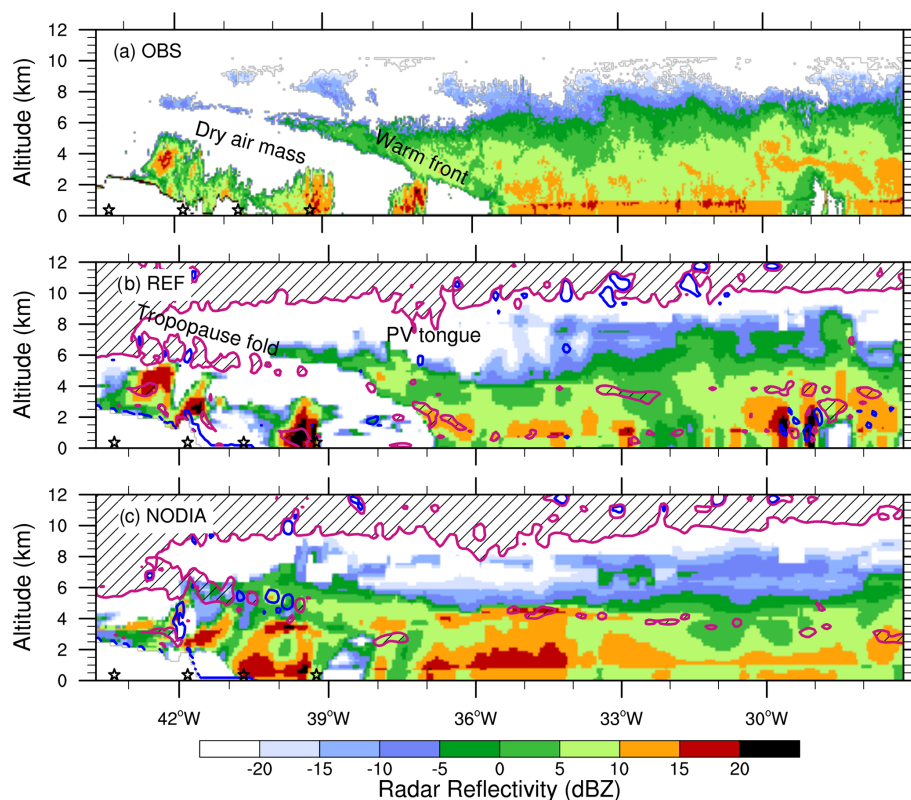 12
(a) OBS
10
Altitude (km)
8
6
Dry air mass
Warm front
4
2
0
12
(b) REF
10
Altitude (km)
8
Tropopause fold
PV tongue
6
4
2
0
12
(c) NODIA
10
Altitude (km)
8
6
4
2
0
42°W 39°W 36°W 33°W 30°W
-20 -15 -10 -5 0 5 10 15 20
Radar Reflectivity (dBZ)